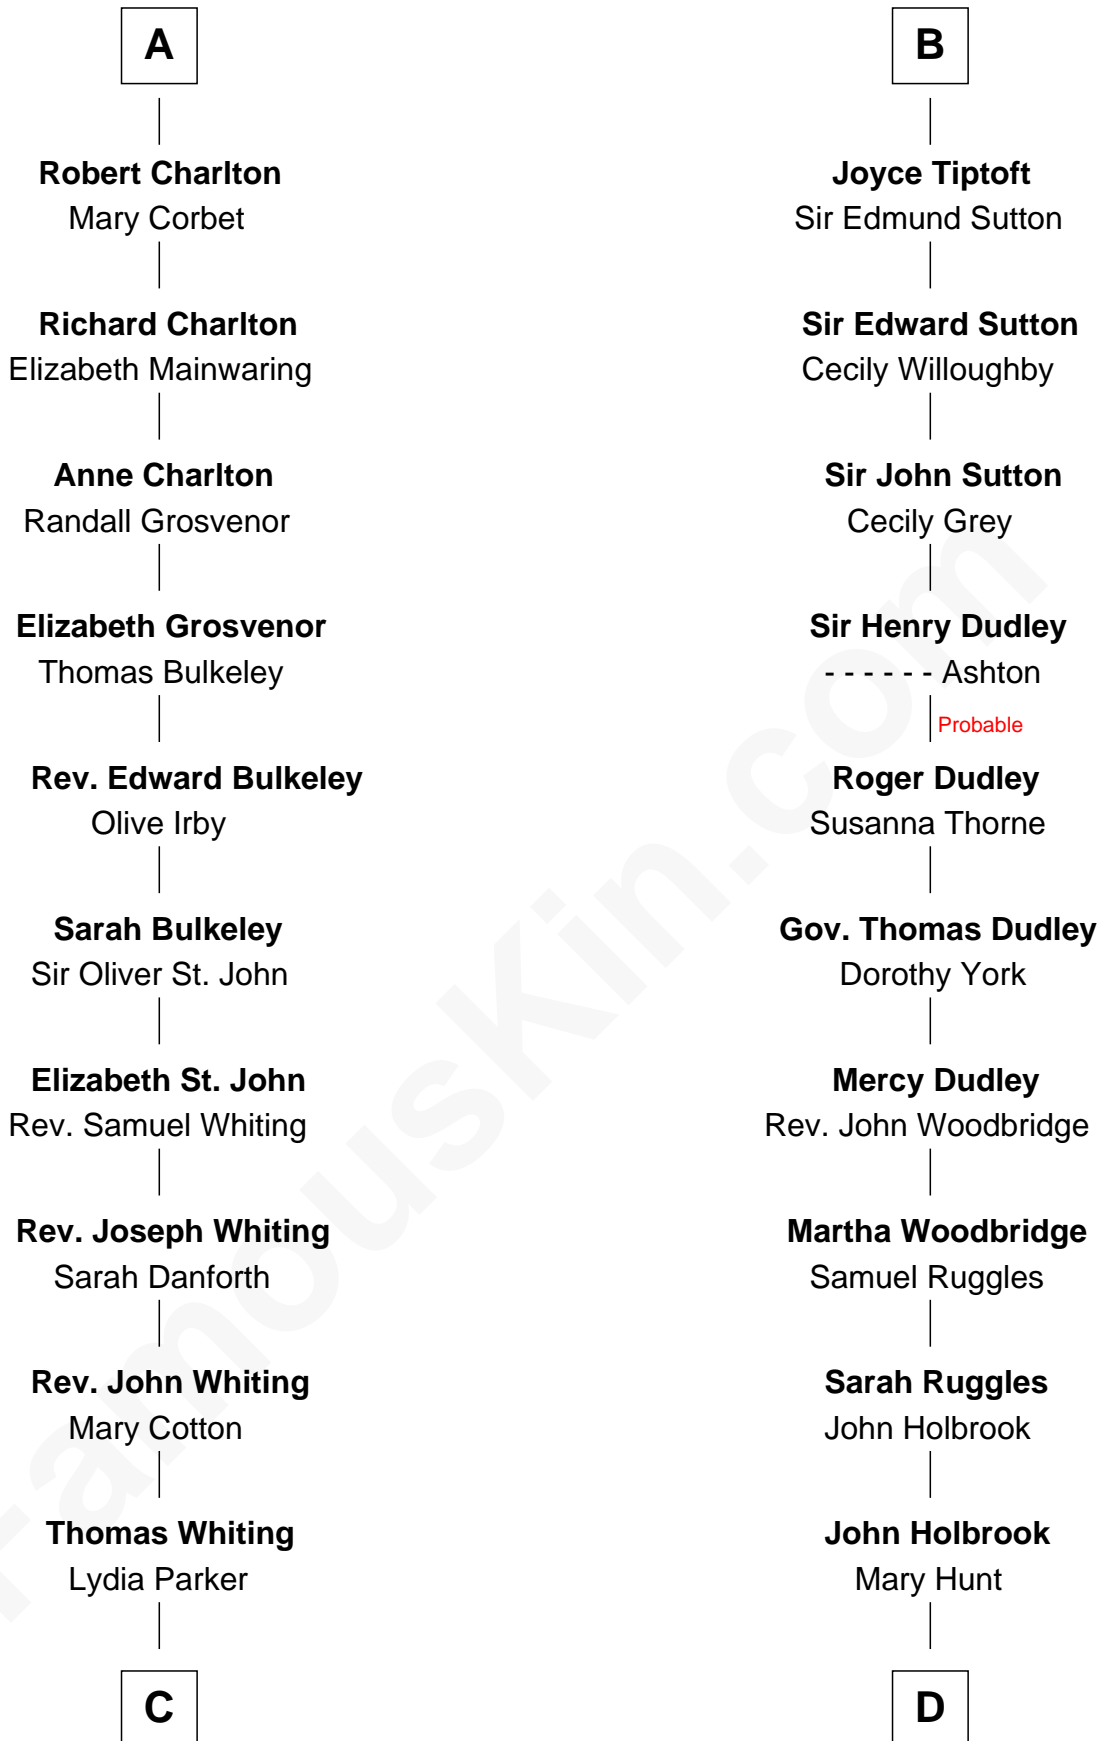 A
Robert Charlton
Mary Corbet
Richard Charlton
Elizabeth Mainwaring
Anne Charlton
Randall Grosvenor
Elizabeth Grosvenor
Thomas Bulkeley
Rev. Edward Bulkeley
Olive Irby
Sarah Bulkeley
Sir Oliver St. John
Elizabeth St. John
Rev. Samuel Whiting
Rev. Joseph Whiting
Sarah Danforth
Rev. John Whiting
Mary Cotton
Thomas Whiting
Lydia Parker
C
B
Joyce Tiptoft
Sir Edmund Sutton
Sir Edward Sutton
Cecily Willoughby
Sir John Sutton
Cecily Grey
Sir Henry Dudley
- - - - - - Ashton
Probable
Roger Dudley
Susanna Thorne
Gov. Thomas Dudley
Dorothy York
Mercy Dudley
Rev. John Woodbridge
Martha Woodbridge
Samuel Ruggles
Sarah Ruggles
John Holbrook
John Holbrook
Mary Hunt
D
FamousKin.com